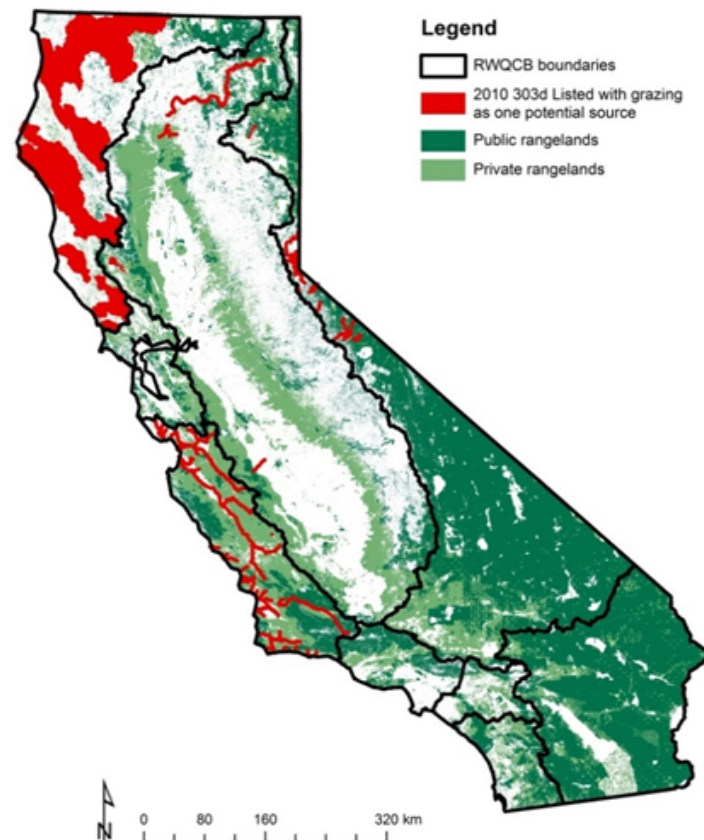 Legend
RWQCB boundaries
2010 303d Listed with grazing
as one potential source
Public rangelands
Private rangelands
N
0 80 160 320 km